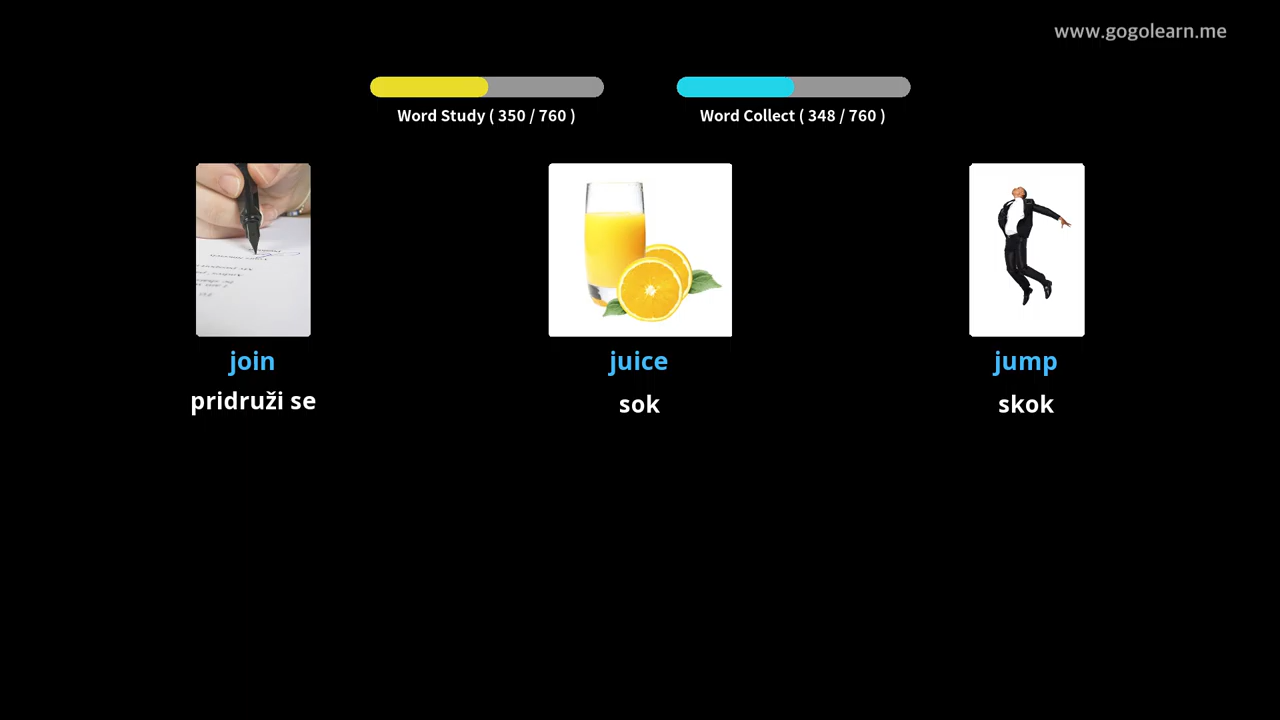 www.gogolearn.me
Word Study ( 350 / 760 )
Word Collect ( 348 / 760 )
join
juice
jump
pridruži se
sok
skok